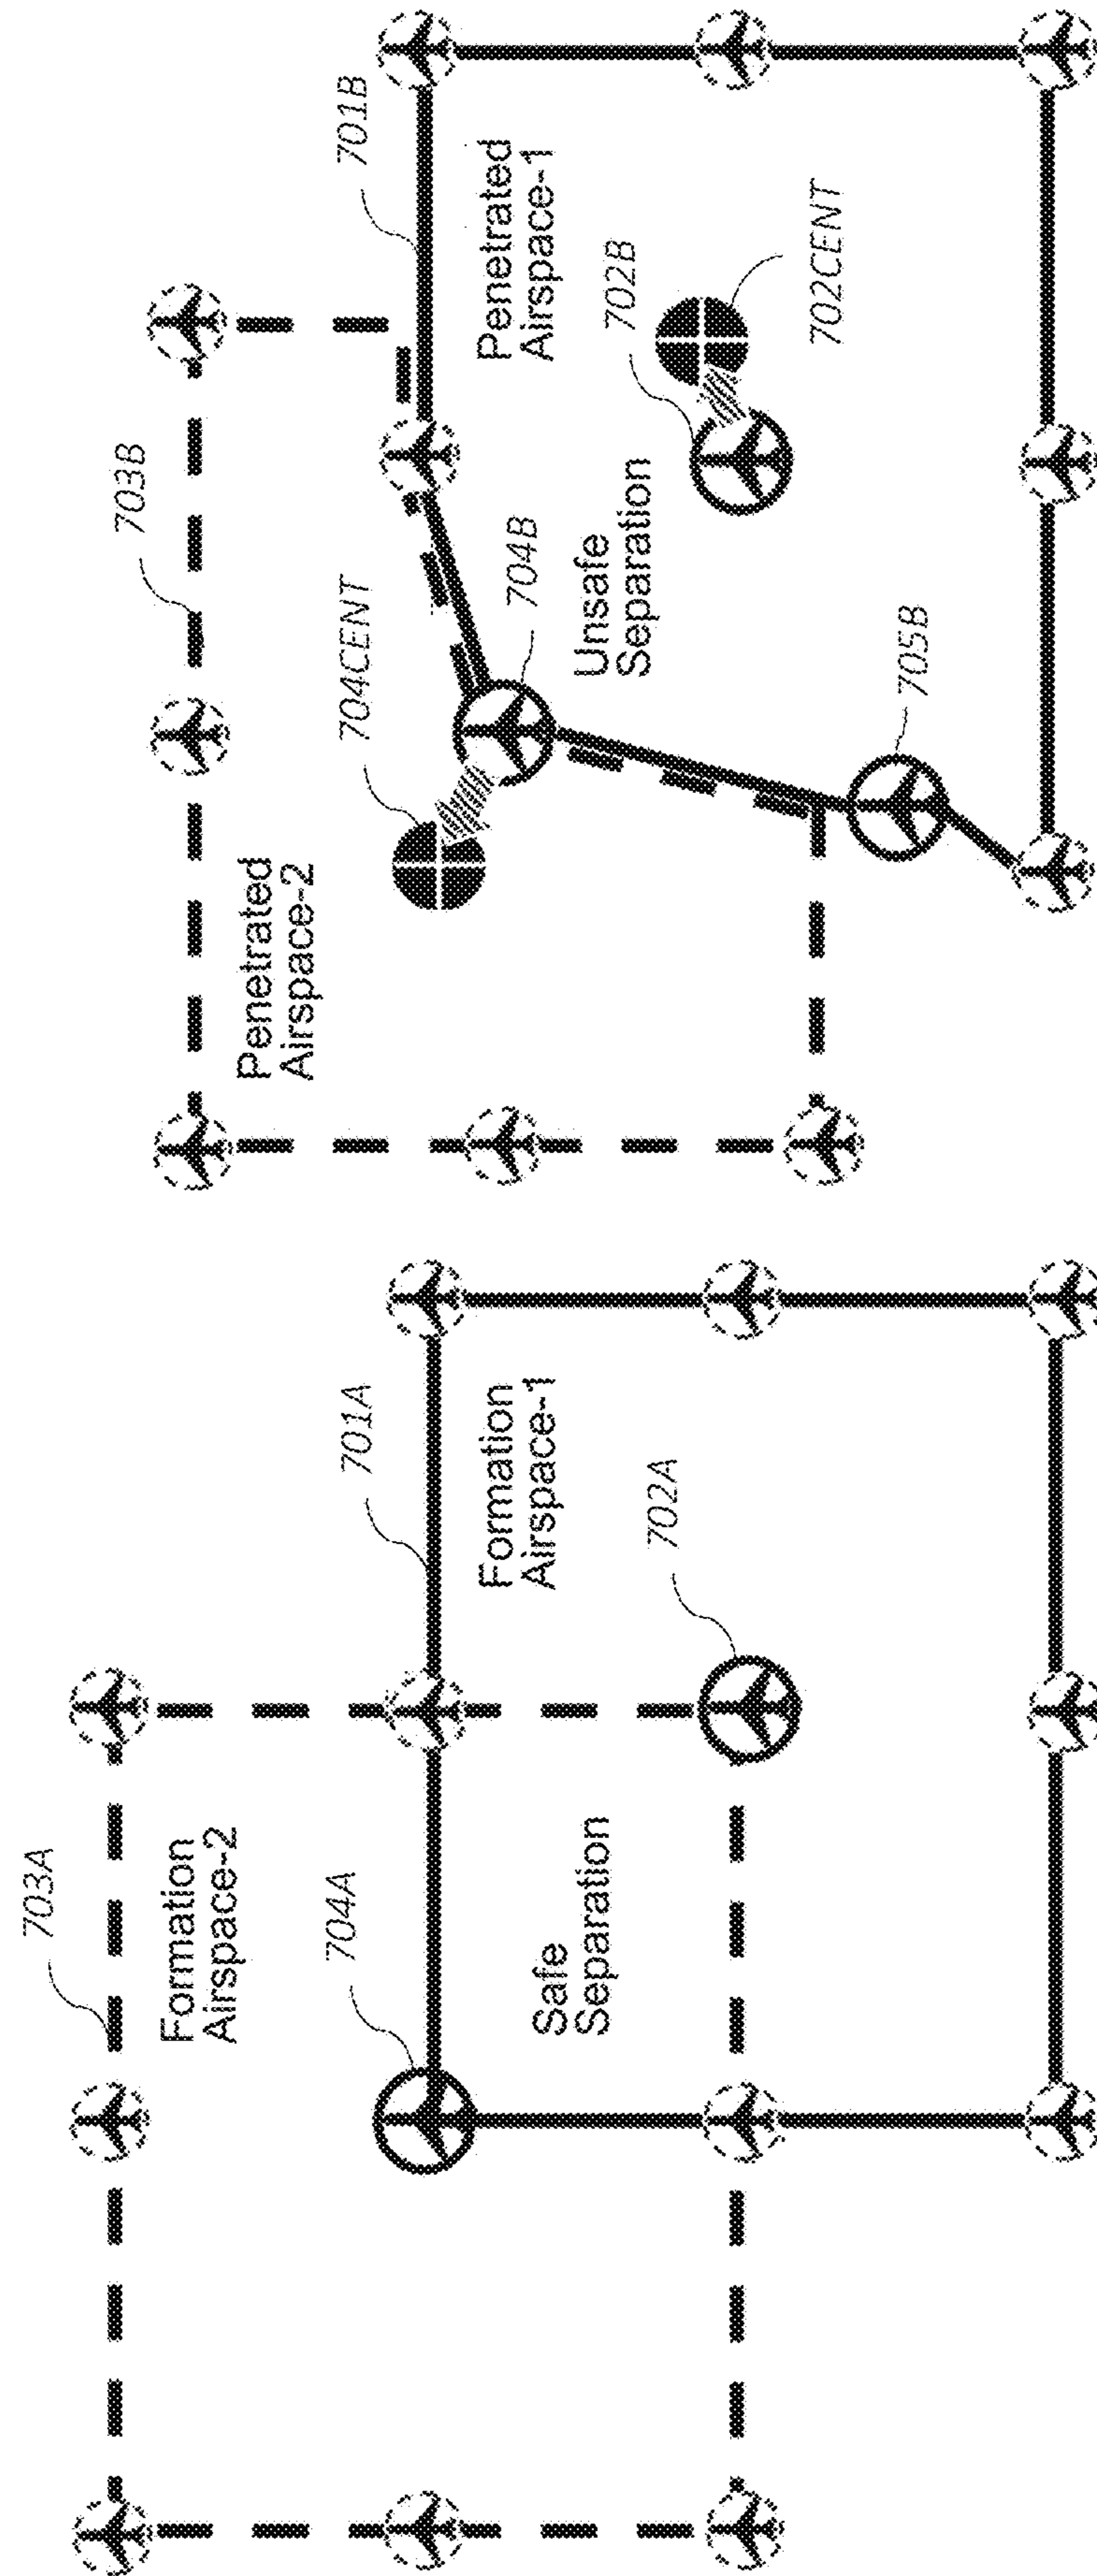 703A
Formation
Airspace-2
704A
701A
Formation
Airspace-1
Safe
Separation
702A
703B
Penetrated
Airspace-2
704CENT
701B
Penetrated
Airspace-1
704B
Unsafe
Separation
702B
702CENT
705B